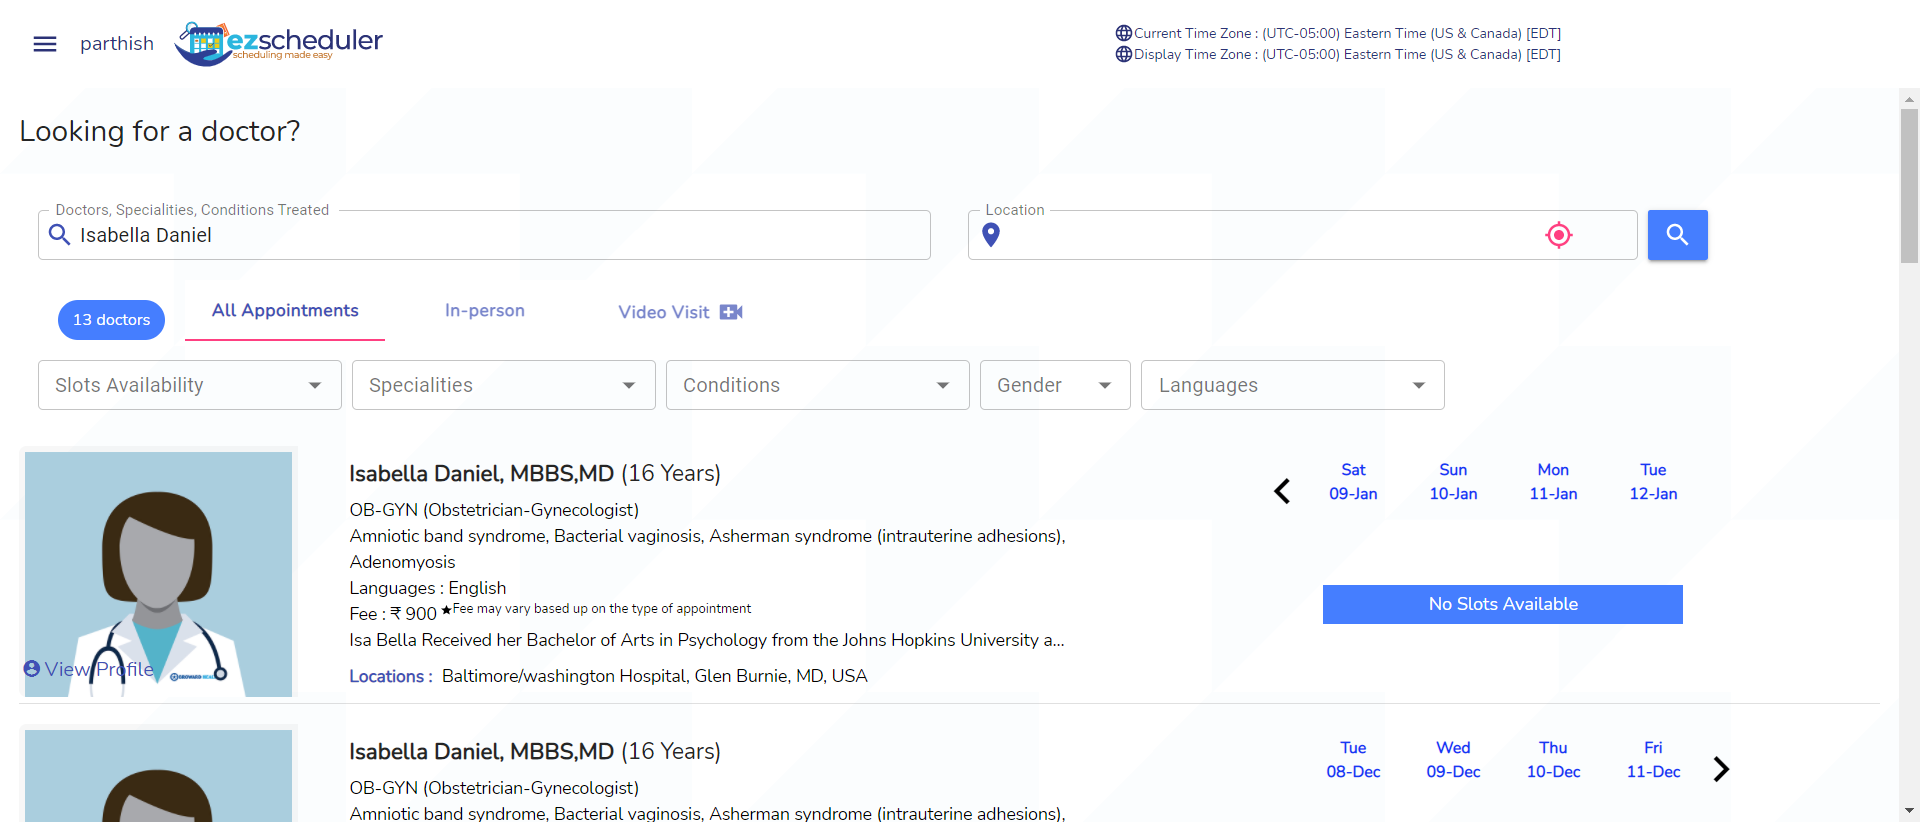 parthish
ezscheduler
scheduling made easy
Current Time Zone : (UTC-05:00) Eastern Time (US & Canada) [EDT]
Display Time Zone : (UTC-05:00) Eastern Time (US & Canada) [EDT]
Looking for a doctor?
Doctors, Specialities, Conditions Treated
Isabella Daniel
Location
13 doctors
All Appointments
In-person
Video Visit
Slots Availability
Specialities
Conditions
Gender
Languages
Isabella Daniel, MBBS,MD (16 Years)
OB-GYN (Obstetrician-Gynecologist)
Amniotic band syndrome, Bacterial vaginosis, Asherman syndrome (intrauterine adhesions),
Adenomyosis
Languages : English
Fee : ₹ 900 ★Fee may vary based up on the type of appointment
Isa Bella Received her Bachelor of Arts in Psychology from the Johns Hopkins University a...
Locations : Baltimore/washington Hospital, Glen Burnie, MD, USA
View Profile
Sat Sun Mon Tue
09-Jan 10-Jan 11-Jan 12-Jan
No Slots Available
Isabella Daniel, MBBS,MD (16 Years)
OB-GYN (Obstetrician-Gynecologist)
Amniotic band syndrome, Bacterial vaginosis, Asherman syndrome (intrauterine adhesions),
Tue Wed Thu Fri
08-Dec 09-Dec 10-Dec 11-Dec